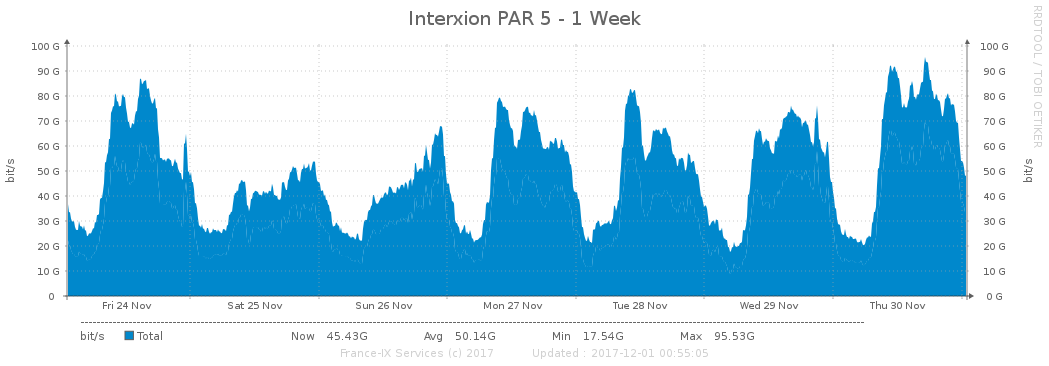 Interxion PAR 5 - 1 Week
RRDTOOL / TOBI OETIKER
100 G 100 G
90 G 90 G
80 G 80 G
70 G 70 G
60 G 60 G
50 G 50 G
40 G 40 G
30 G 30 G
20 G 20 G
10 G 10 G
0 0 G
bit/s bit/s
Fri 24 Nov Sat 25 Nov Sun 26 Nov Mon 27 Nov Tue 28 Nov Wed 29 Nov Thu 30 Nov
bit/s Total Now 45.43G Avg 50.14G Min 17.54G Max 95.53G
France-IX Services (c) 2017 Updated : 2017-12-01 00:55:05